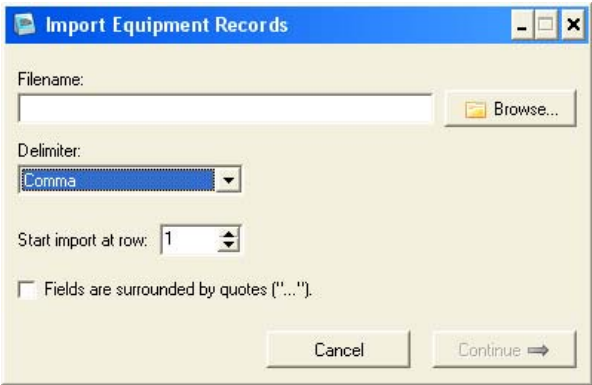 Import Equipment Records
Filename:
Browse...
Delimiter:
Comma
Start import at row: 1
Fields are surrounded by quotes ("...").
Cancel Continue